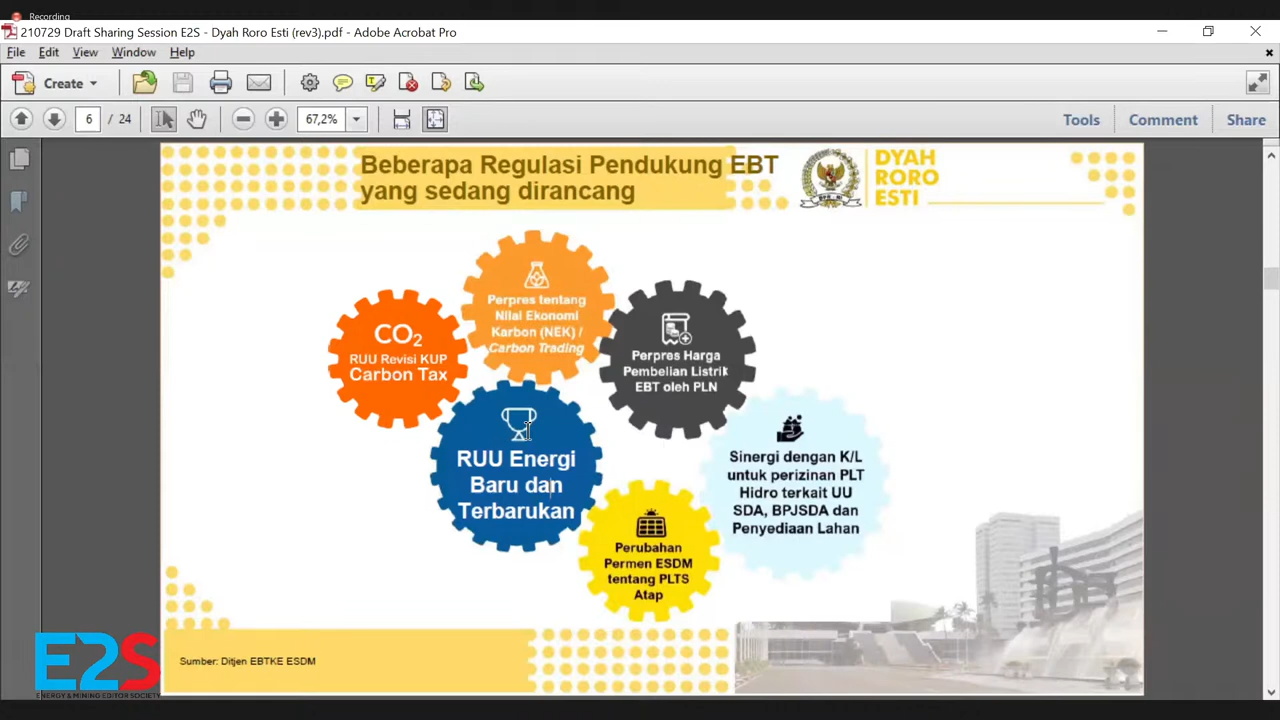 Recording
210729 Draft Sharing Session E2S - Dyah Roro Esti (rev3).pdf - Adobe Acrobat Pro
File Edit View Window Help
Create
6 / 24
67,2%
Tools Comment Share
Beberapa Regulasi Pendukung EBT
yang sedang dirancang
DYAH
RORO
ESTI
CO2
RUU Revisi KUP
Carbon Tax
Perpres tentang
Nilai Ekonomi
Karbon (NEK) /
Carbon Trading
Perpres Harga
Pembelian Listrik
EBT oleh PLN
RUU Energi
Baru dan
Terbarukan
Sinergi dengan K/L
untuk perizinan PLT
Hidro terkait UU
SDA, BPJSDA dan
Penyediaan Lahan
Perubahan
Permen ESDM
tentang PLTS
Atap
Sumber: Ditjen EBTKE ESDM
E2S
ENERGY & MINING EDITOR SOCIETY